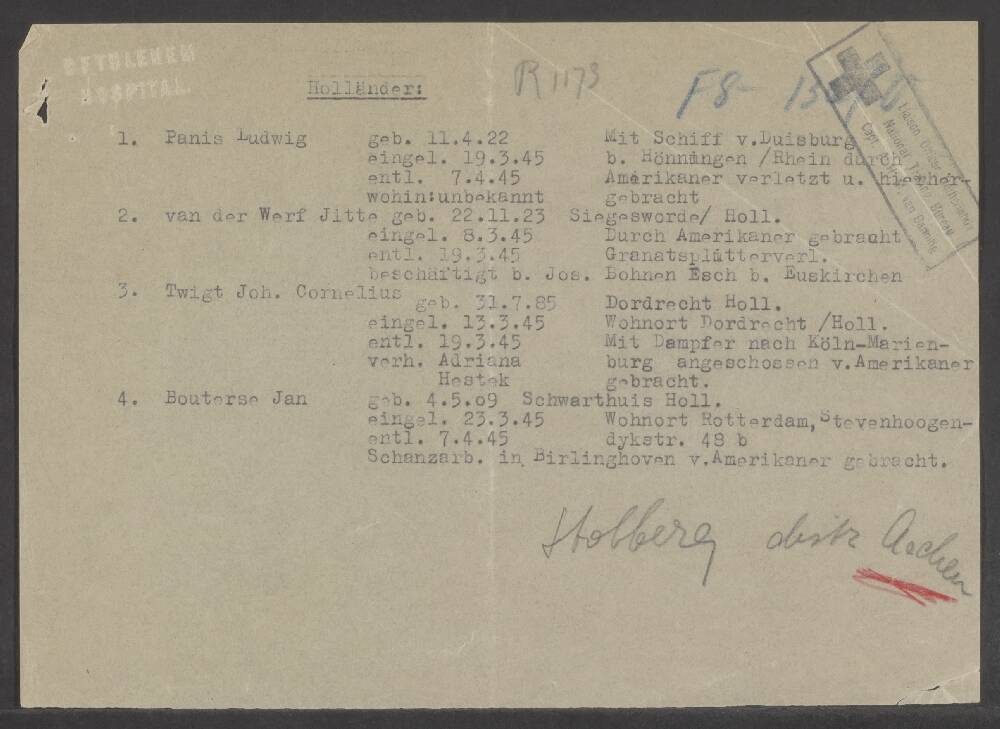 BETHLEHEM
HOSPITAL.
R 1173
F8-
Holländer:
1. Panis Ludwig geb. 11.4.22 Mit Schiff v.Duisburg
eingel. 19.3.45 b. Hönningen /Rhein durch
entl. 7.4.45 Amerikaner verletzt u. hierher-
wohin:unbekannt gebracht
2. van der Werf Jitte geb. 22.11.23 Siegesworde/ Holl.
eingel. 8.3.45 Durch Amerikaner gebracht
entl. 19.3.45 Granatsplitterverl.
beschäftigt b. Jos. Bohnen Esch b. Euskirchen
3. Twigt Joh. Cornelius geb. 31.7.85 Dordrecht Holl.
eingel. 13.3.45 Wohnort Dordrecht /Holl.
entl. 19.3.45 Mit Dampfer nach Köln-Marien-
verh. Adriana burg angeschossen v.Amerikaner
Hestek gebracht.
4. Bouterse Jan geb. 4.5.o9 Schwarthuis Holl.
eingel. 23.3.45 Wohnort Rotterdam,Stevenhoogen-
entl. 7.4.45 dykstr. 48 b
Schanzarb. in Birlinghoven v.Amerikaner gebracht.
Stolberg distr Aachen